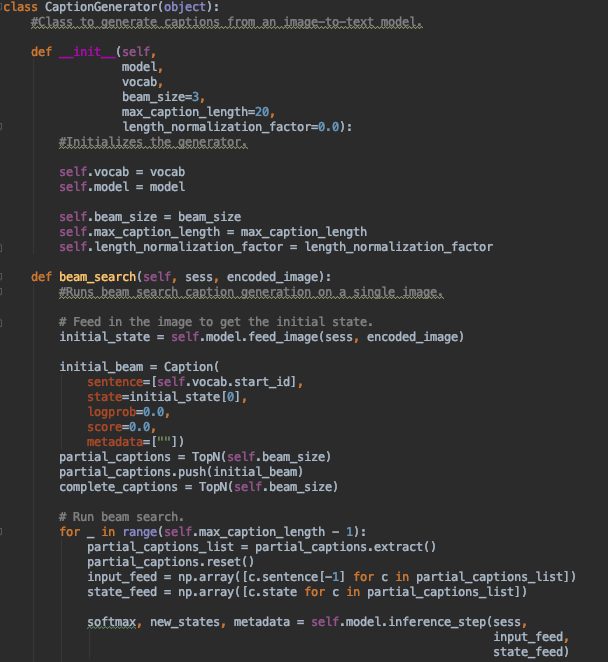 class CaptionGenerator(object):
    #Class to generate captions from an image-to-text model.

    def __init__(self,
                 model,
                 vocab,
                 beam_size=3,
                 max_caption_length=20,
                 length_normalization_factor=0.0):
        #Initializes the generator.

        self.vocab = vocab
        self.model = model

        self.beam_size = beam_size
        self.max_caption_length = max_caption_length
        self.length_normalization_factor = length_normalization_factor

    def beam_search(self, sess, encoded_image):
        #Runs beam search caption generation on a single image.

        # Feed in the image to get the initial state.
        initial_state = self.model.feed_image(sess, encoded_image)

        initial_beam = Caption(
            sentence=[self.vocab.start_id],
            state=initial_state[0],
            logprob=0.0,
            score=0.0,
            metadata=[""])
        partial_captions = TopN(self.beam_size)
        partial_captions.push(initial_beam)
        complete_captions = TopN(self.beam_size)

        # Run beam search.
        for _ in range(self.max_caption_length - 1):
            partial_captions_list = partial_captions.extract()
            partial_captions.reset()
            input_feed = np.array([c.sentence[-1] for c in partial_captions_list])
            state_feed = np.array([c.state for c in partial_captions_list])

            softmax, new_states, metadata = self.model.inference_step(sess,
                                                                      input_feed,
                                                                      state_feed)